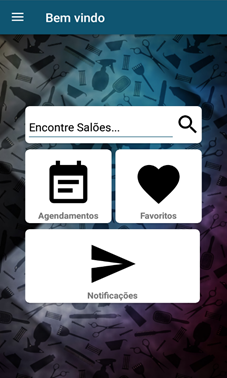 Bem vindo
Encontre Salões...
Agendamentos
Favoritos
Notificações